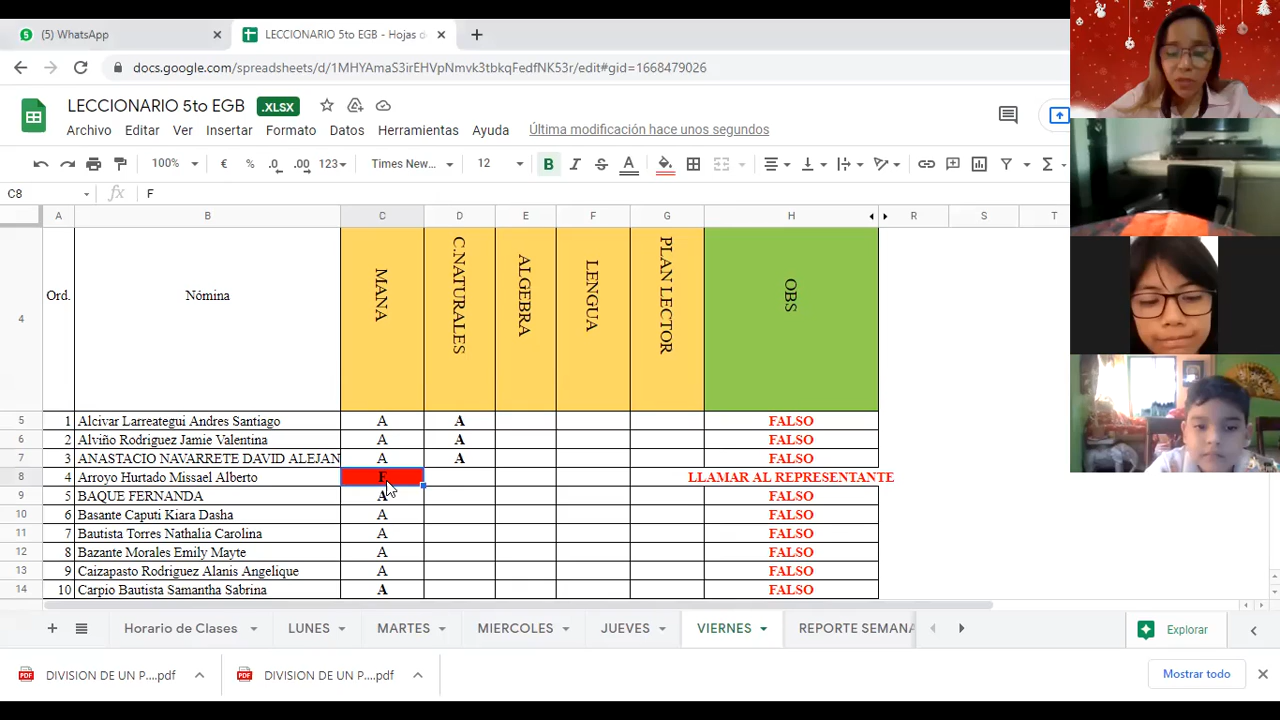 WhatsApp
LECCIONARIO 5to EGB - Hojas de
docs.google.com/spreadsheets/d/1MHYAmaS3irEHVpNmvk3tbkqFedfNK53r/edit#gid=1668479026
LECCIONARIO 5to EGB .XLSX
Archivo Editar Ver Insertar Formato Datos Herramientas Ayuda Última modificación hace unos segundos
100% € % .0 .00 123 Times New... 12 B I S A
C8 fx F
A B C D E F G H R S T
4 Ord. Nómina MANA C.NATURALES ALGEBRA LENGUA PLAN LECTOR OBS
5 1 Alcivar Larreategui Andres Santiago A A FALSO
6 2 Alviño Rodriguez Jamie Valentina A A FALSO
7 3 ANASTACIO NAVARRETE DAVID ALEJAN A A FALSO
8 4 Arroyo Hurtado Missael Alberto F LLAMAR AL REPRESENTANTE
9 5 BAQUE FERNANDA A FALSO
10 6 Basante Caputi Kiara Dasha A FALSO
11 7 Bautista Torres Nathalia Carolina A FALSO
12 8 Bazante Morales Emily Mayte A FALSO
13 9 Caizapasto Rodriguez Alanis Angelique A FALSO
14 10 Carpio Bautista Samantha Sabrina A FALSO
Horario de Clases LUNES MARTES MIERCOLES JUEVES VIERNES REPORTE SEMANA Explorar
DIVISION DE UN P....pdf DIVISION DE UN P....pdf Mostrar todo